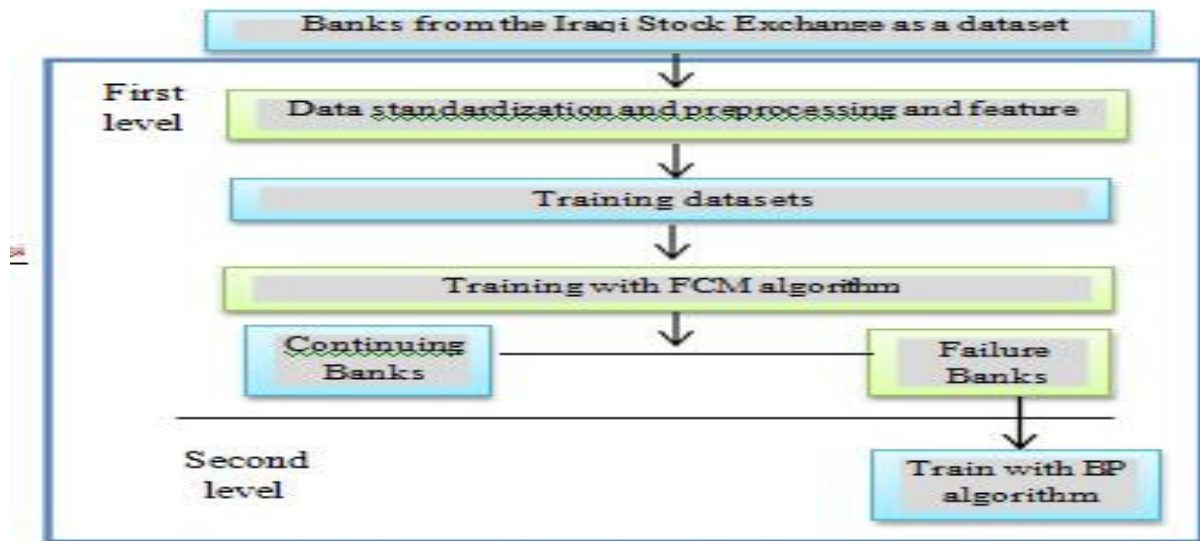 Banks from the Iraqi Stock Exchange as a dataset
First
level
Data standardization and preprocessing and feature
Training datasets
Training with FCM algorithm
Continuing
Banks
Failure
Banks
Second
level
Train with BP
algorithm